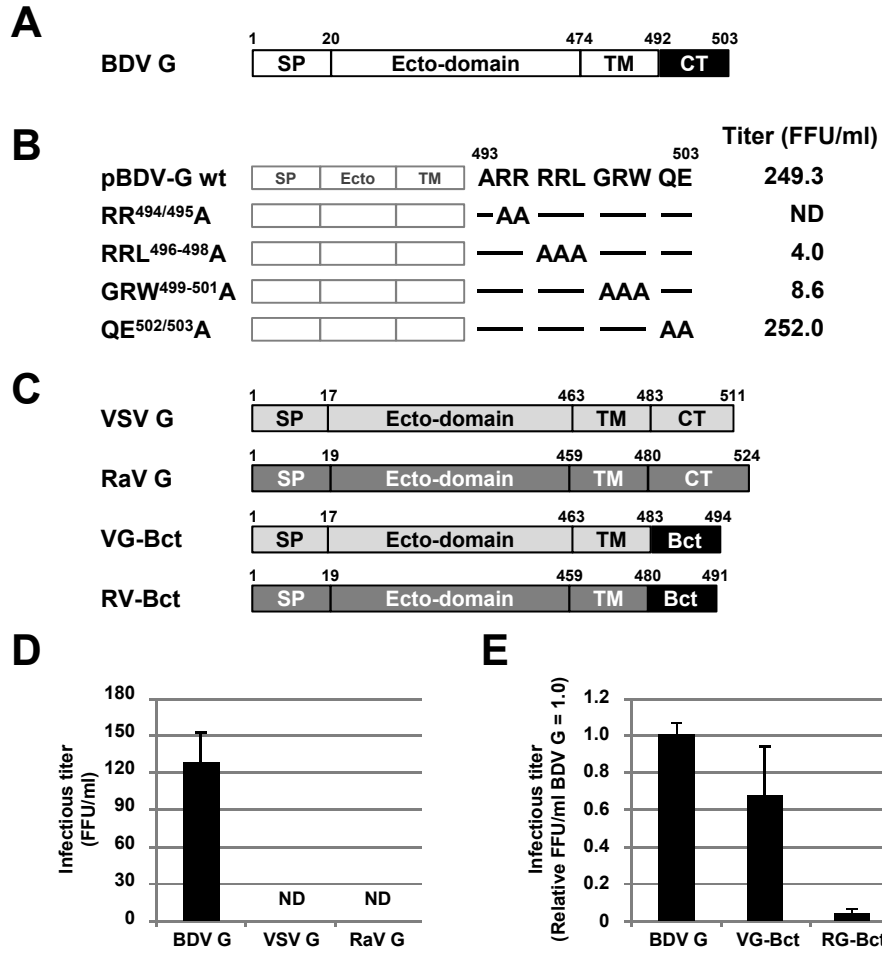 A
1 20 474 492 503
BDV G SP Ecto-domain TM CT
B
Titer (FFU/ml)
493 503
pBDV-G wt SP Ecto TM ARR RRL GRW QE 249.3
RR494/495A AA ND
RRL496-498A AAA 4.0
GRW499-501A AAA 8.6
QE502/503A AA 252.0
C
1 17 463 483 511
VSV G SP Ecto-domain TM CT
1 19 459 480 524
RaV G SP Ecto-domain TM CT
1 17 463 483 494
VG-Bct SP Ecto-domain TM Bct
1 19 459 480 491
RV-Bct SP Ecto-domain TM Bct
D
Infectious titer
(FFU/ml)
180
150
120
90
60
30
0
ND ND
BDV G VSV G RaV G
E
Infectious titer
(Relative FFU/ml BDV G = 1.0)
1.2
1.0
0.8
0.6
0.4
0.2
0
BDV G VG-Bct RG-Bct